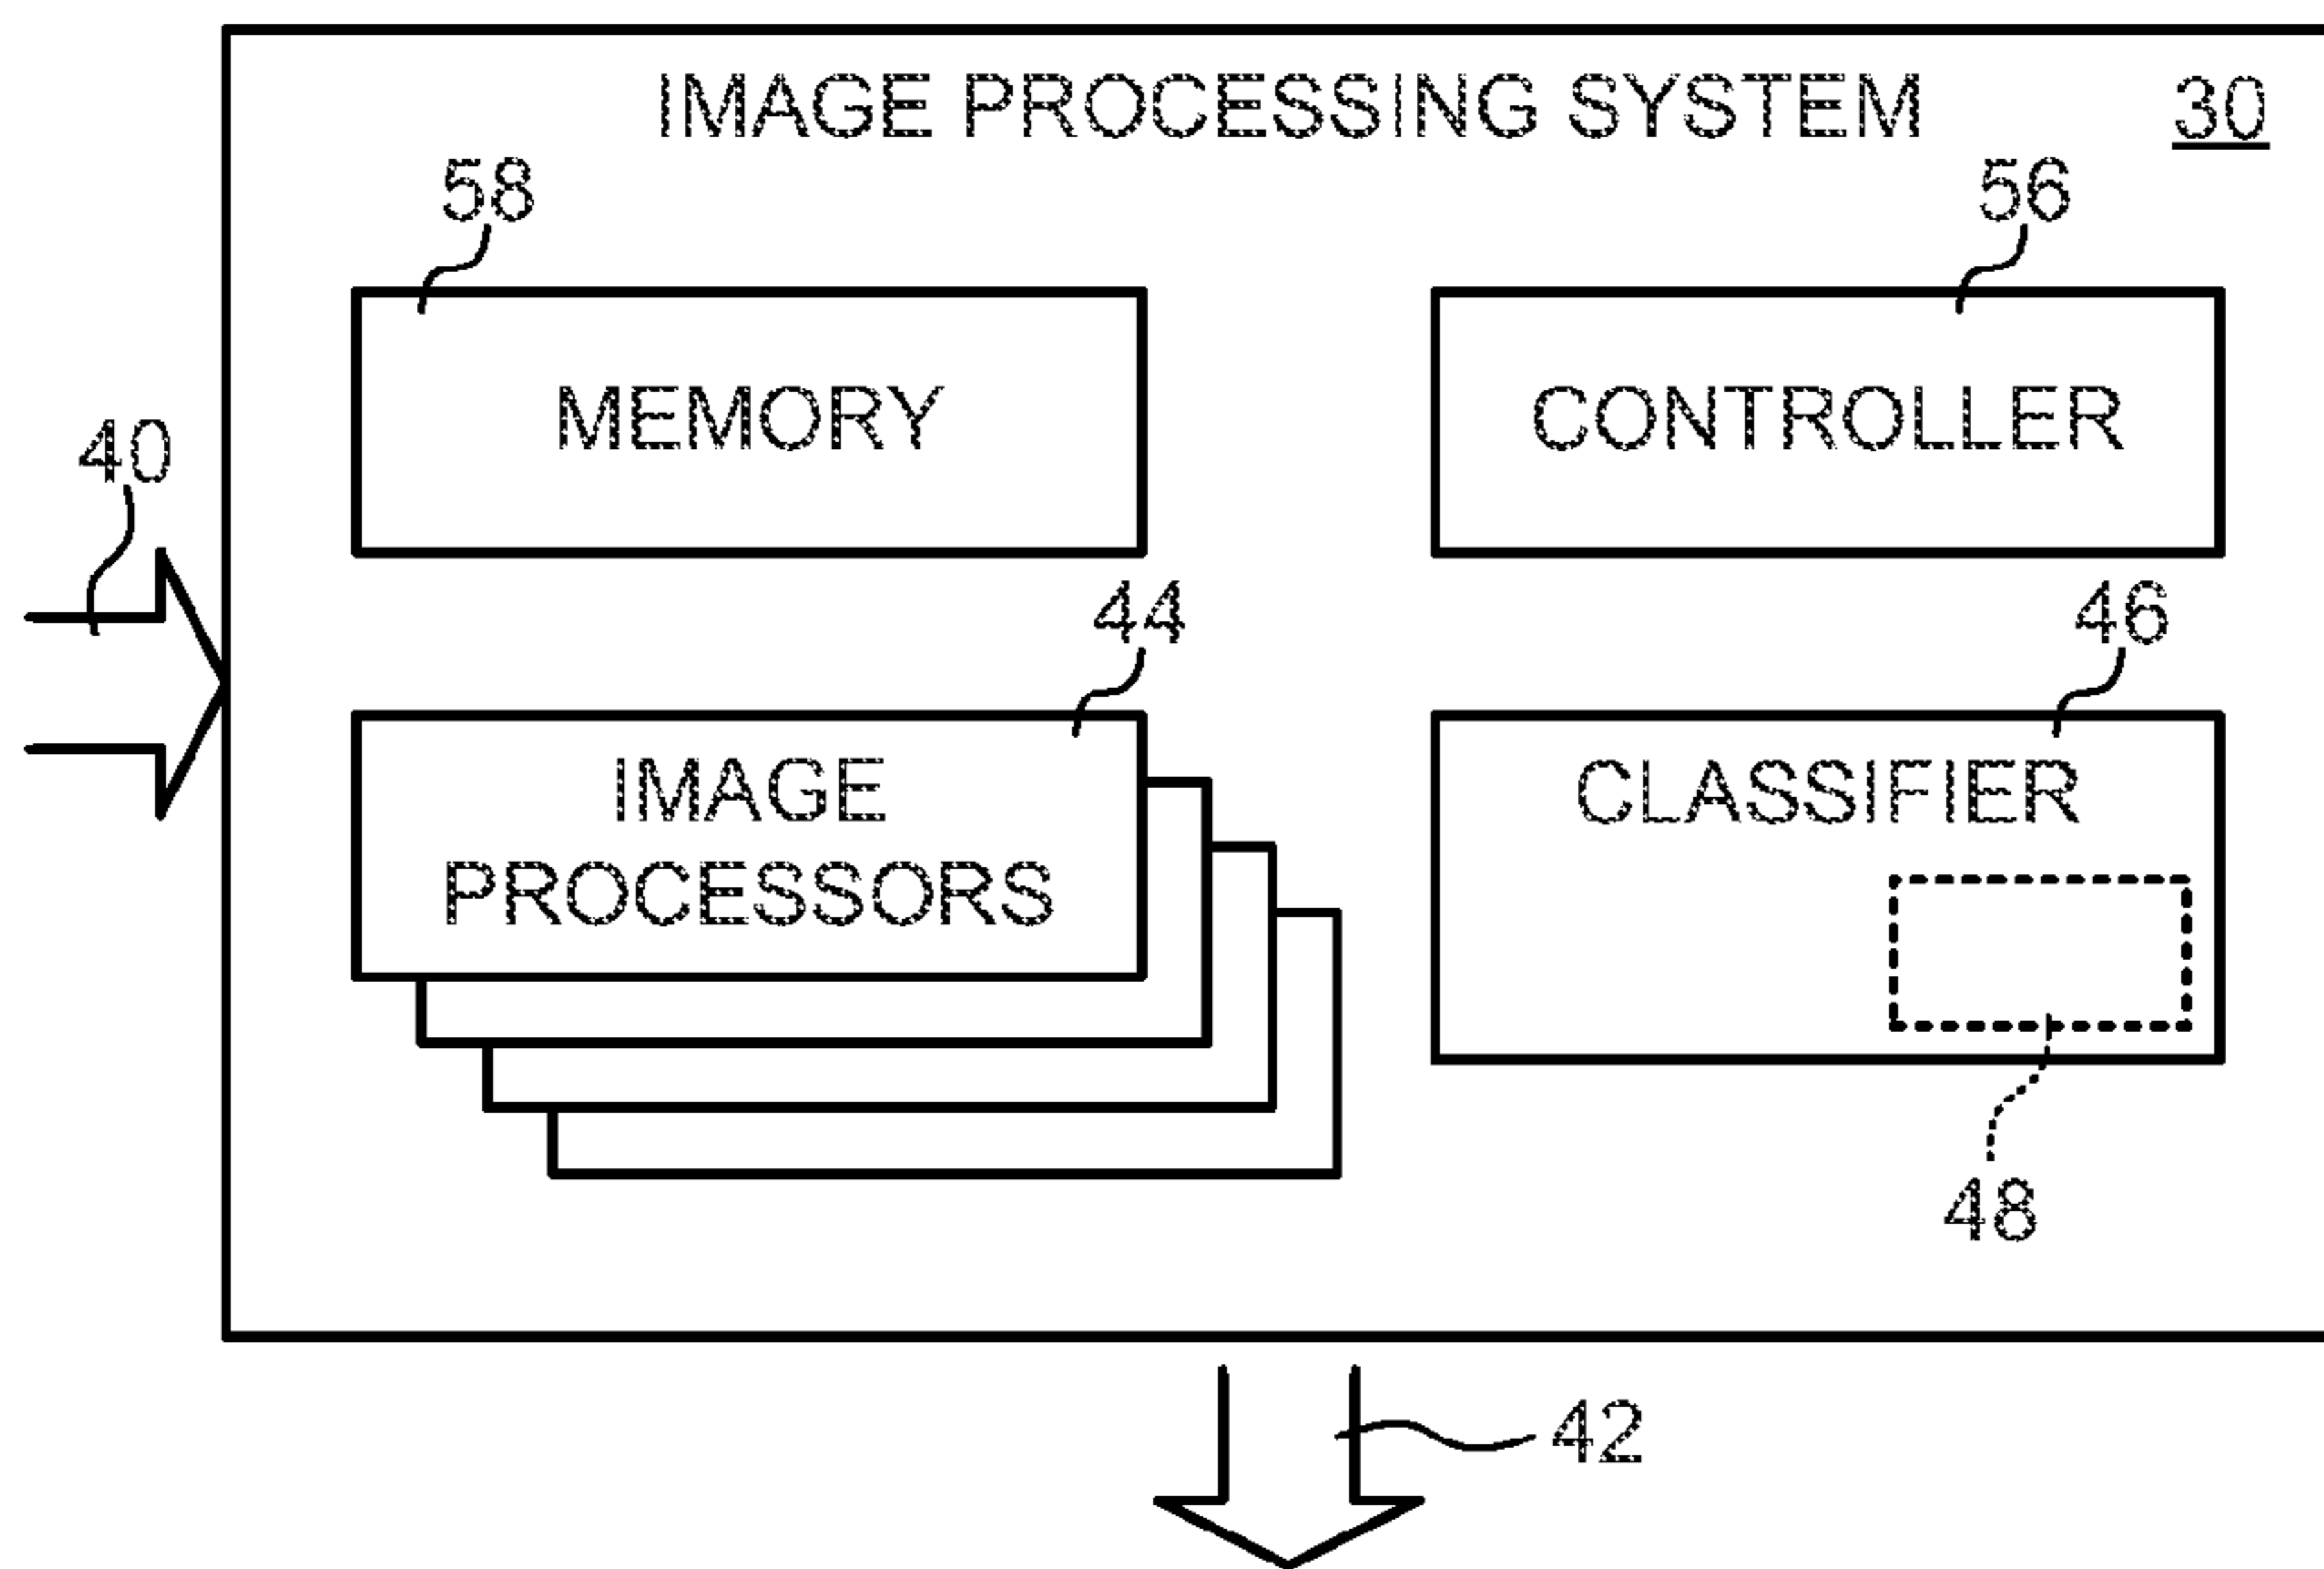 IMAGE PROCESSING SYSTEM 30
58 56
MEMORY CONTROLLER
40
44 46
IMAGE
PROCESSORS
CLASSIFIER
48
42